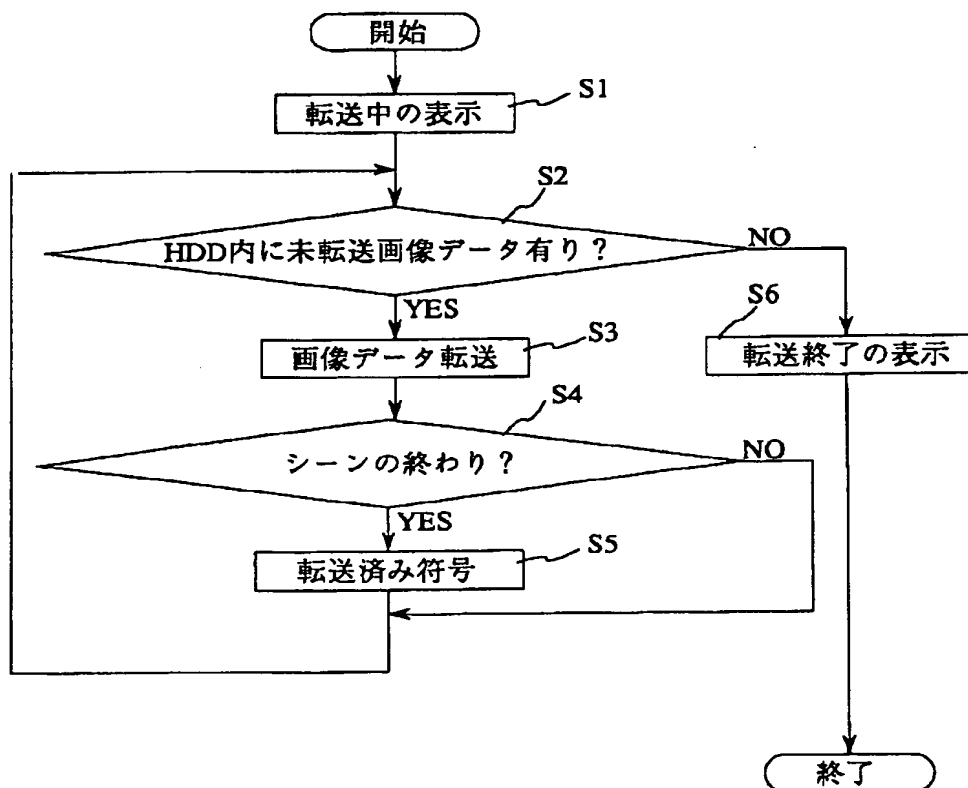 開始
S1
転送中の表示
S2
HDD内に未転送画像データ有り？
NO
YES
S6
転送終了の表示
S3
画像データ転送
S4
シーンの終わり？
NO
YES
S5
転送済み符号
終了